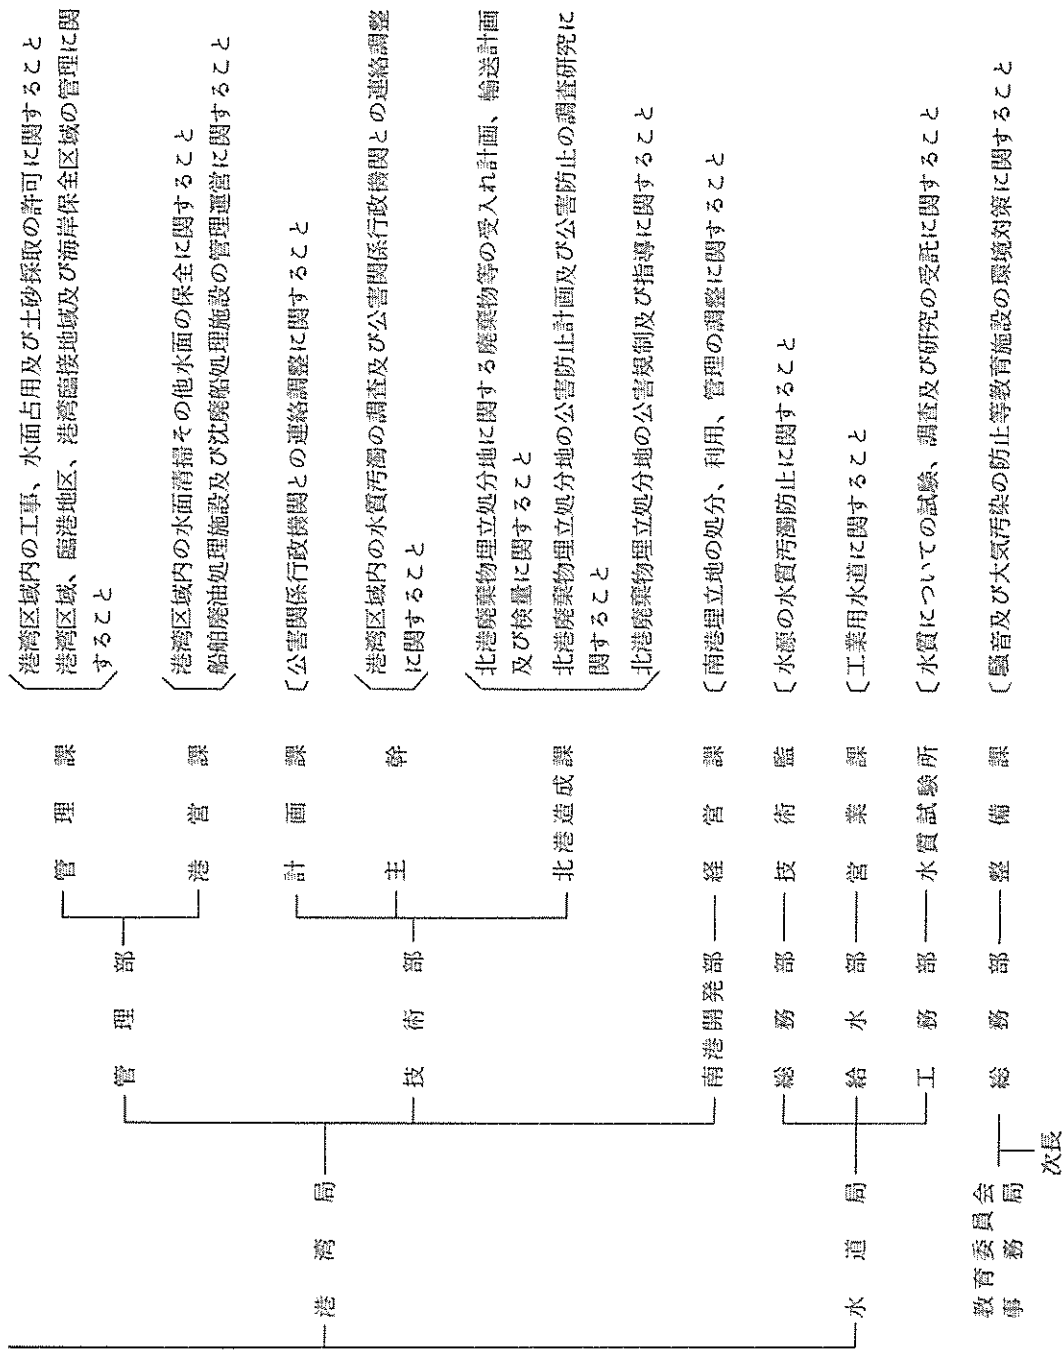 港湾局
管理部
管理課
港湾区域内の工事、水面占用及び土砂採取の許可に関すること
港湾区域、臨港地区、港湾隣接地域及び海岸保全区域の管理に関
すること
港営課
港湾区域内の水面清掃その他水面の保全に関すること
船舶廃油処理施設及び沈廃船処理施設の管理運営に関すること
技術部
計画課
公害関係行政機関との連絡調整に関すること
主幹
港湾区域内の水質汚濁の調査及び公害関係行政機関との連絡調整
に関すること
北港造成課
北港廃棄物埋立処分地に関する廃棄物等の受入れ計画、輸送計画
及び検量に関すること
北港廃棄物埋立処分地の公害防止計画及び公害防止の調査研究に
関すること
北港廃棄物埋立処分地の公害規制及び指導に関すること
南港開発部
経営課
南港埋立地の処分、利用、管理の調整に関すること
水道局
総務部
技術監
水源の水質汚濁防止に関すること
給水部
営業課
工業用水道に関すること
工務部
水質試験所
水質についての試験、調査及び研究の受託に関すること
教育委員会
事務局
次長
総務部
整備課
騒音及び大気汚染の防止等教育施設の環境対策に関すること